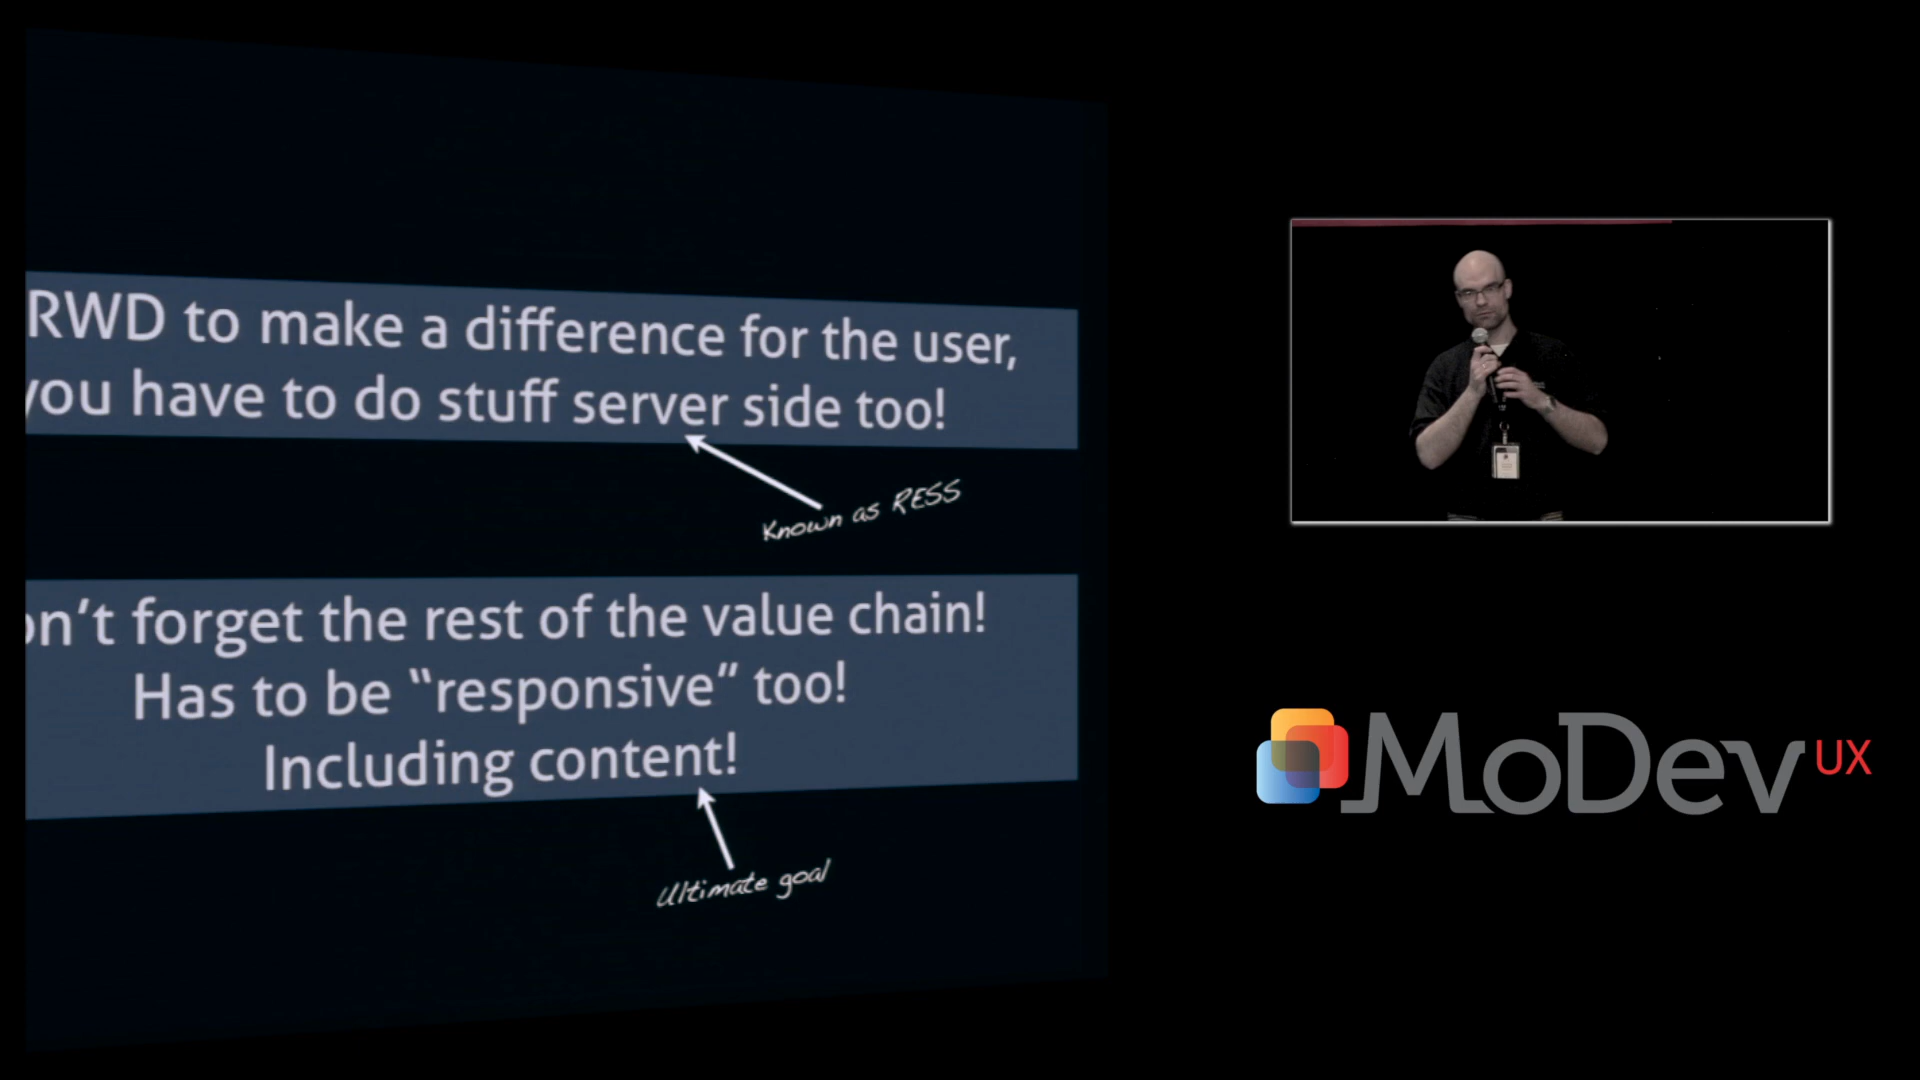 RWD to make a difference for the user,
you have to do stuff server side too!
Known as RESS
on't forget the rest of the value chain!
Has to be “responsive” too!
Including content!
Ultimate goal
MoDev UX